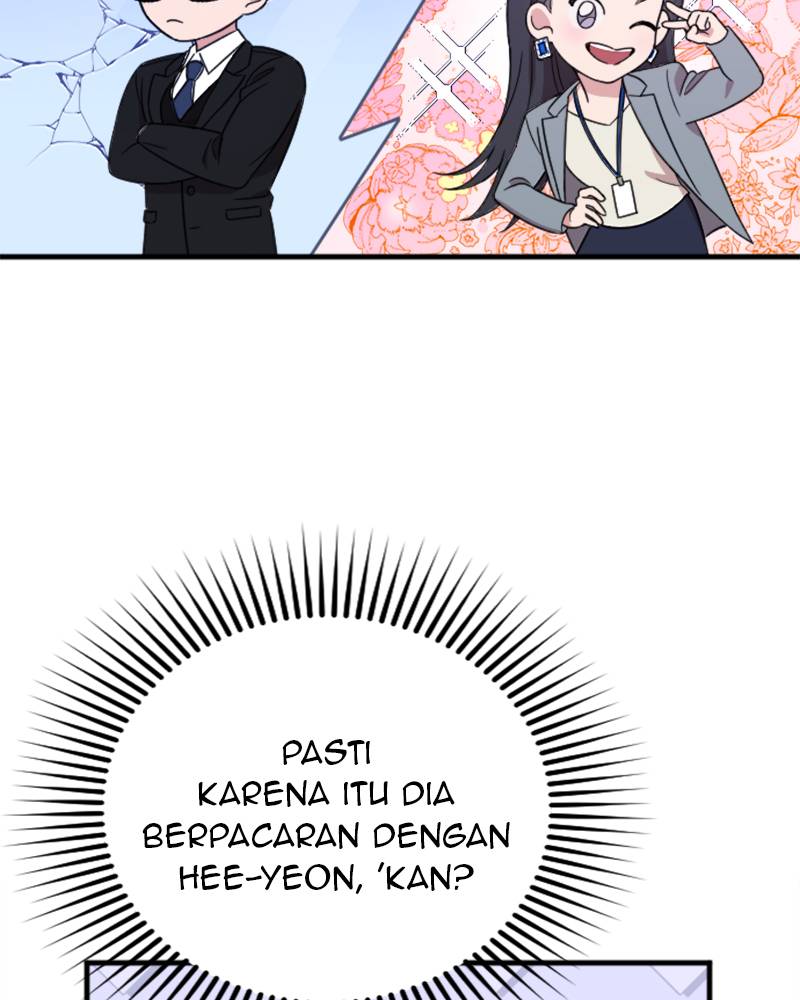 PASTI
KARENA ITU DIA
BERPACARAN DENGAN
HEE-YEON, 'KAN?